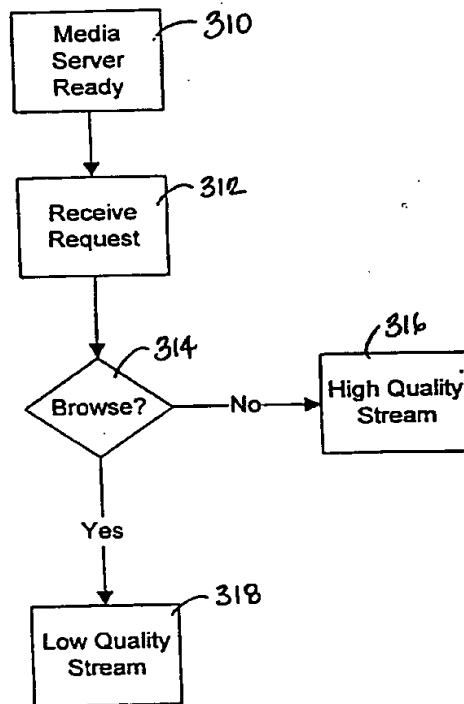 Media
Server
Ready
310
Receive
Request
312
Browse?
314
No
High Quality
Stream
316
Yes
Low Quality
Stream
318